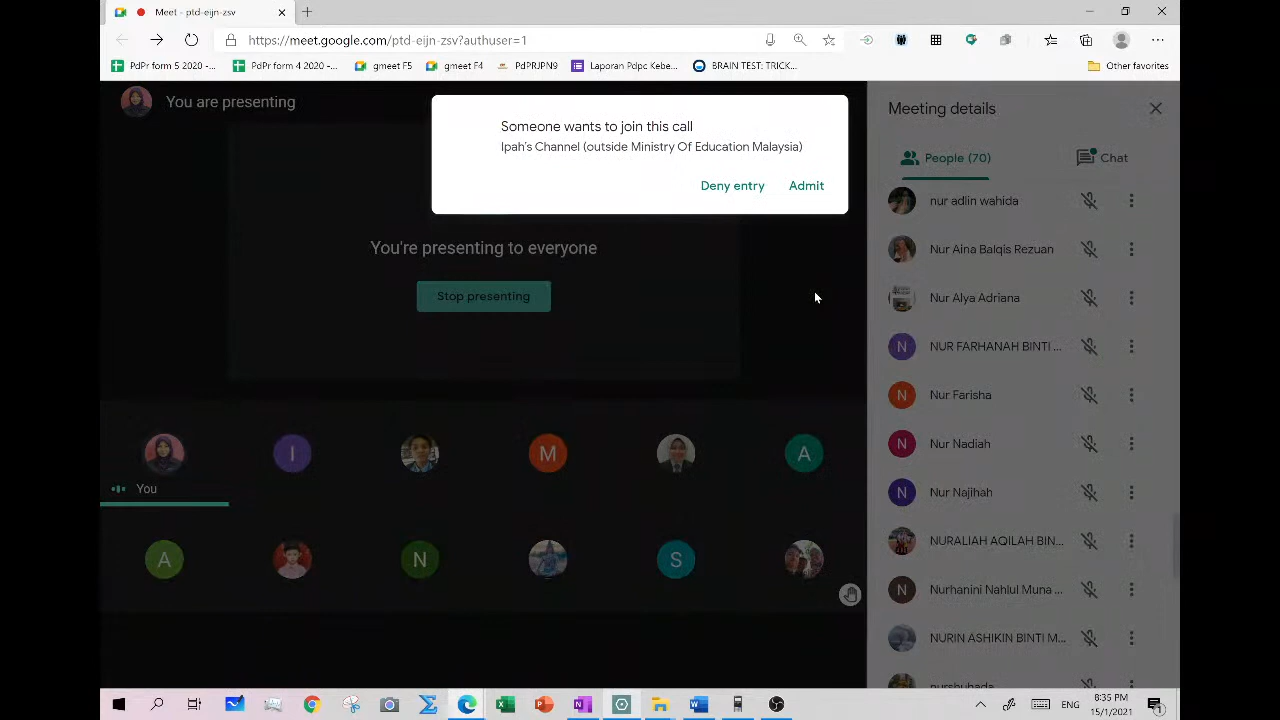 Meet - ptd-eijn-zsv
https://meet.google.com/ptd-eijn-zsv?authuser=1
PdPr form 5 2020 -...
PdPr form 4 2020 -...
gmeet F5
gmeet F4
PdPRJPN9
Laporan Pdpc Kebe...
BRAIN TEST: TRICK...
Other favorites
You are presenting
Someone wants to join this call
Ipah's Channel (outside Ministry Of Education Malaysia)
Deny entry
Admit
You're presenting to everyone
Stop presenting
I
M
A
You
A
N
S
Meeting details
People (70)
Chat
nur adlin wahida
Nur Aina Balqis Rezuan
Nur Alya Adriana
N
NUR FARHANAH BINTI ...
N
Nur Farisha
N
Nur Nadiah
N
Nur Najihah
NURALIAH AQILAH BIN...
N
Nurhanini Nahlul Muna ...
NURIN ASHIKIN BINTI M...
nurshuhada
ENG
8:35 PM
15/1/2021